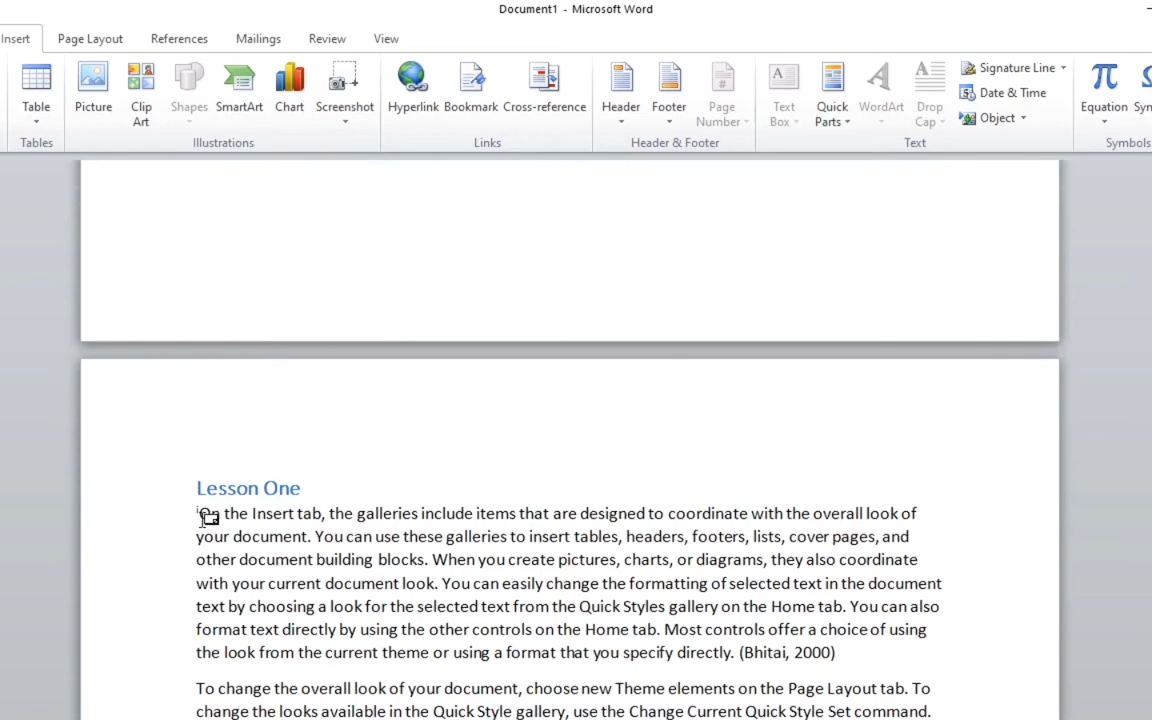 Document1 - Microsoft Word
Insert Page Layout References Mailings Review View
Table Picture Clip Art Shapes SmartArt Chart Screenshot Hyperlink Bookmark Cross-reference Header Footer Page Number Text Box Quick Parts WordArt Drop Cap Signature Line Equation
Date & Time
Object
Tables Illustrations Links Header & Footer Text Symbols
Lesson One
On the Insert tab, the galleries include items that are designed to coordinate with the overall look of
your document. You can use these galleries to insert tables, headers, footers, lists, cover pages, and
other document building blocks. When you create pictures, charts, or diagrams, they also coordinate
with your current document look. You can easily change the formatting of selected text in the document
text by choosing a look for the selected text from the Quick Styles gallery on the Home tab. You can also
format text directly by using the other controls on the Home tab. Most controls offer a choice of using
the look from the current theme or using a format that you specify directly. (Bhitai, 2000)
To change the overall look of your document, choose new Theme elements on the Page Layout tab. To
change the looks available in the Quick Style gallery, use the Change Current Quick Style Set command.